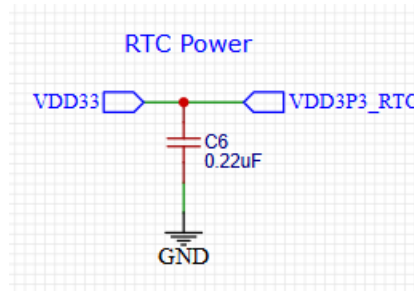 RTC Power
VDD33
VDD3P3_RTC
C6
0.22uF
GND